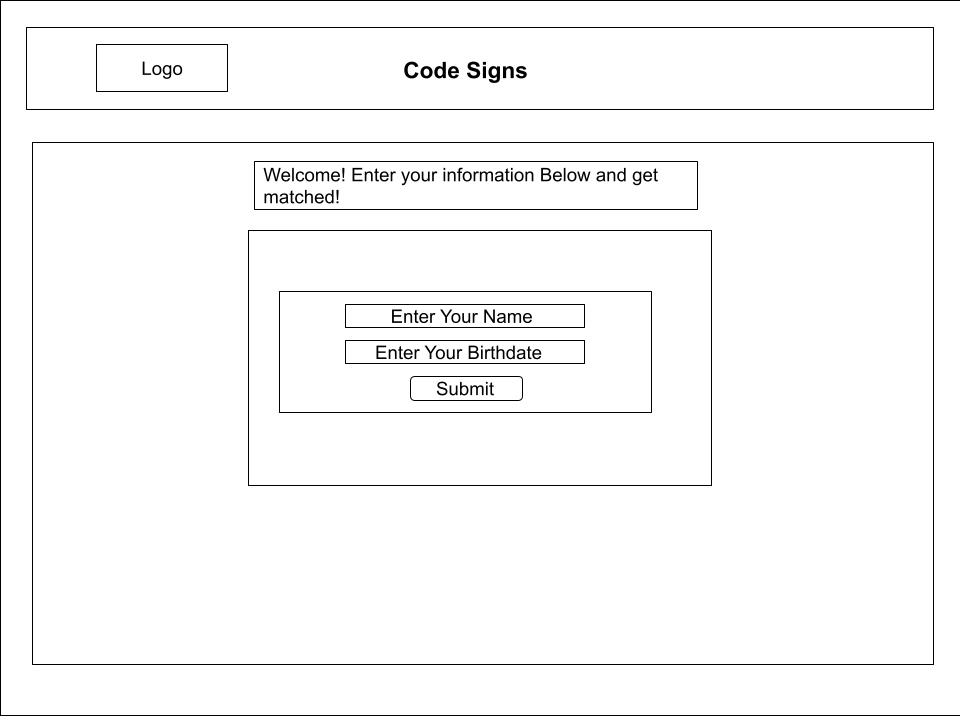 Logo
Code Signs
Welcome! Enter your information Below and get
matched!
Enter Your Name
Enter Your Birthdate
Submit